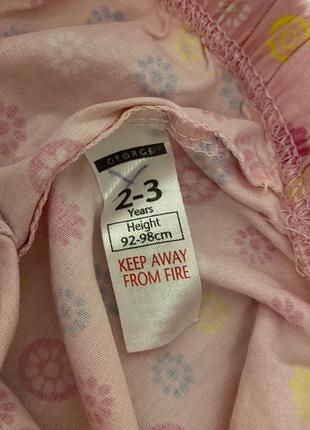 GEORGE
2-3
Years
Height
92-98cm
KEEP AWAY
FROM FIRE